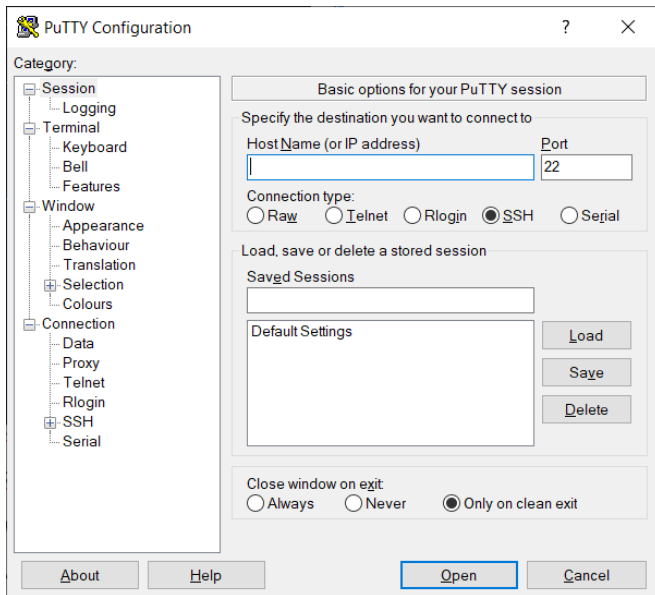 PuTTY Configuration
?
Category:
Session
Logging
Terminal
Keyboard
Bell
Features
Window
Appearance
Behaviour
Translation
Selection
Colours
Connection
Data
Proxy
Telnet
Rlogin
SSH
Serial
Basic options for your PuTTY session
Specify the destination you want to connect to
Host Name (or IP address) Port
22
Connection type:
Raw Telnet Rlogin SSH Serial
Load, save or delete a stored session
Saved Sessions
Default Settings
Load
Save
Delete
Close window on exit:
Always Never Only on clean exit
About Help Open Cancel